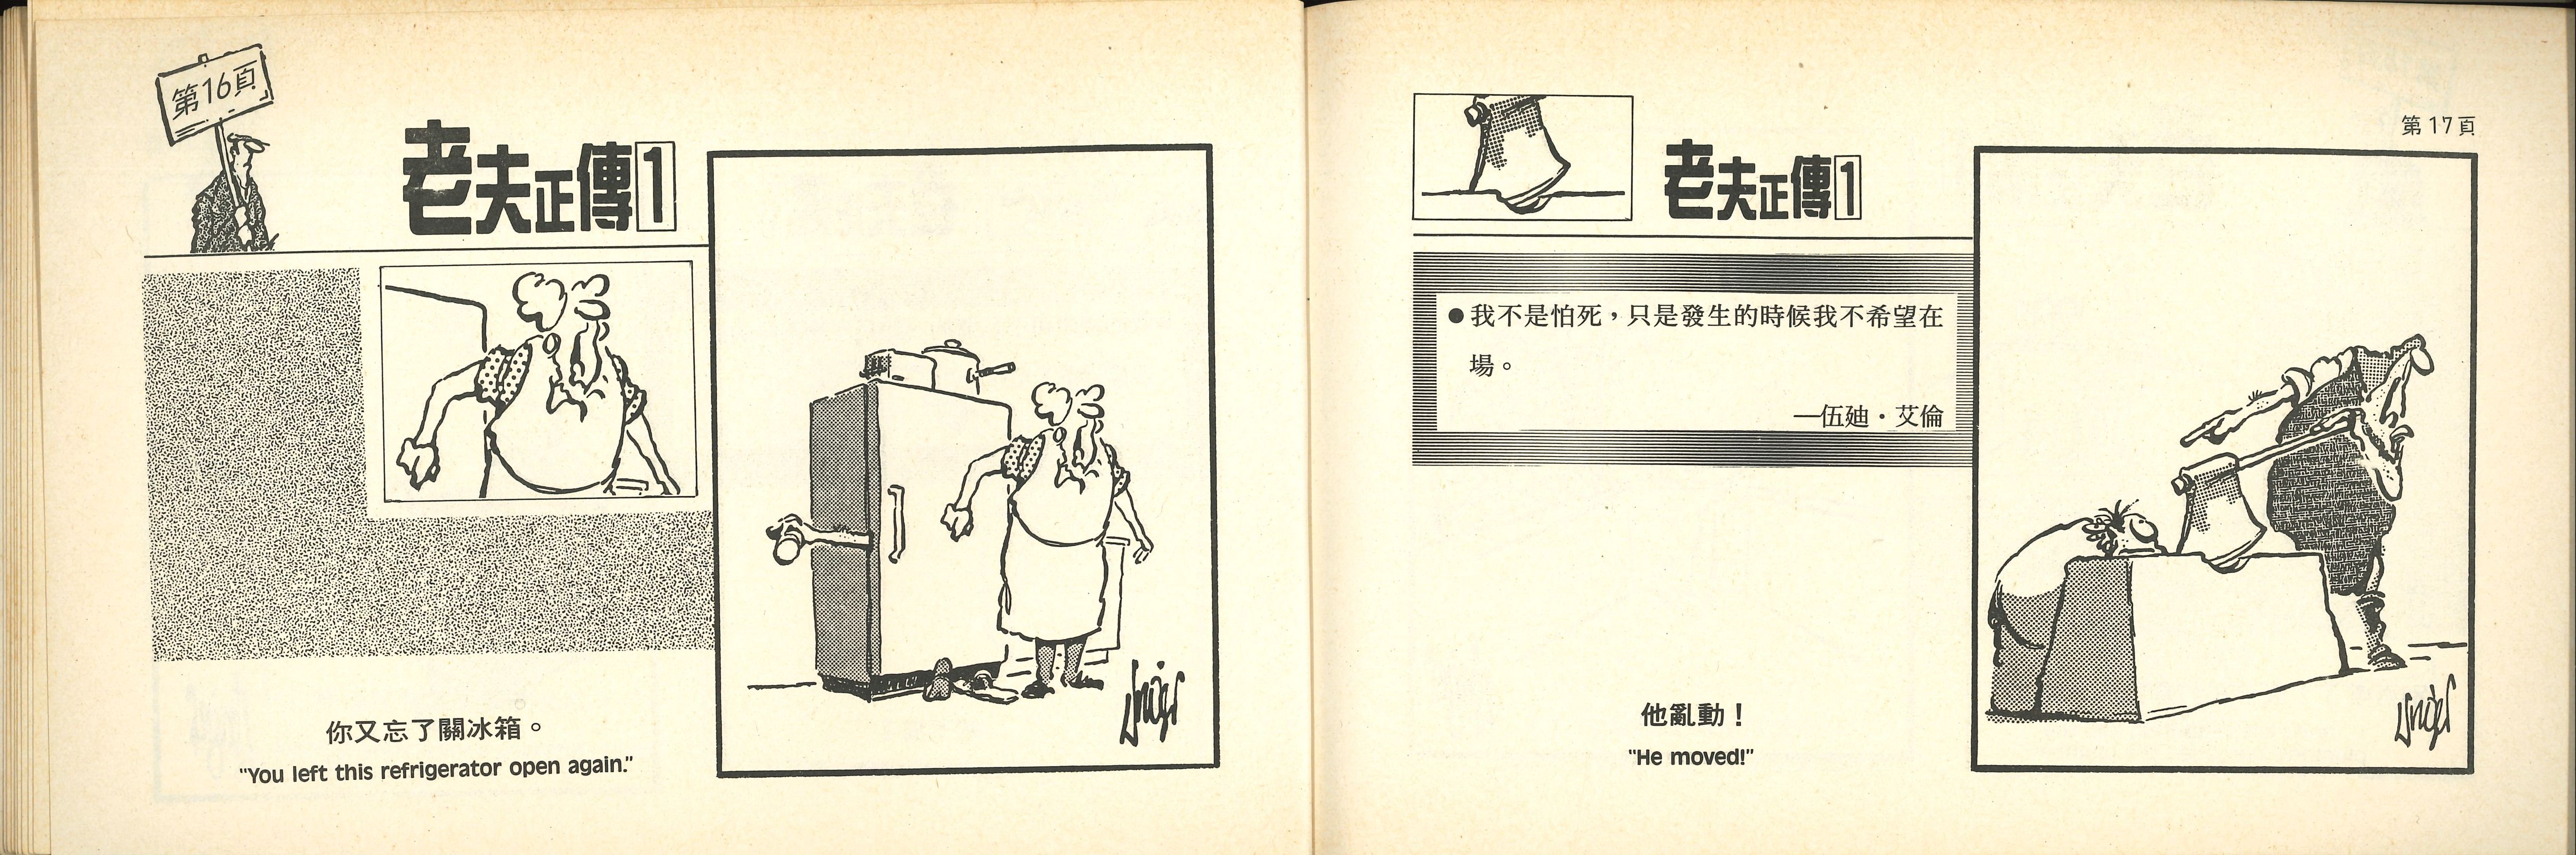 第16頁
老夫正傳1
你又忘了關冰箱。
"You left this refrigerator open again."
第17頁
老夫正傳1
●我不是怕死，只是發生的時候我不希望在
場。
—伍廸·艾倫
他亂動！
"He moved!"